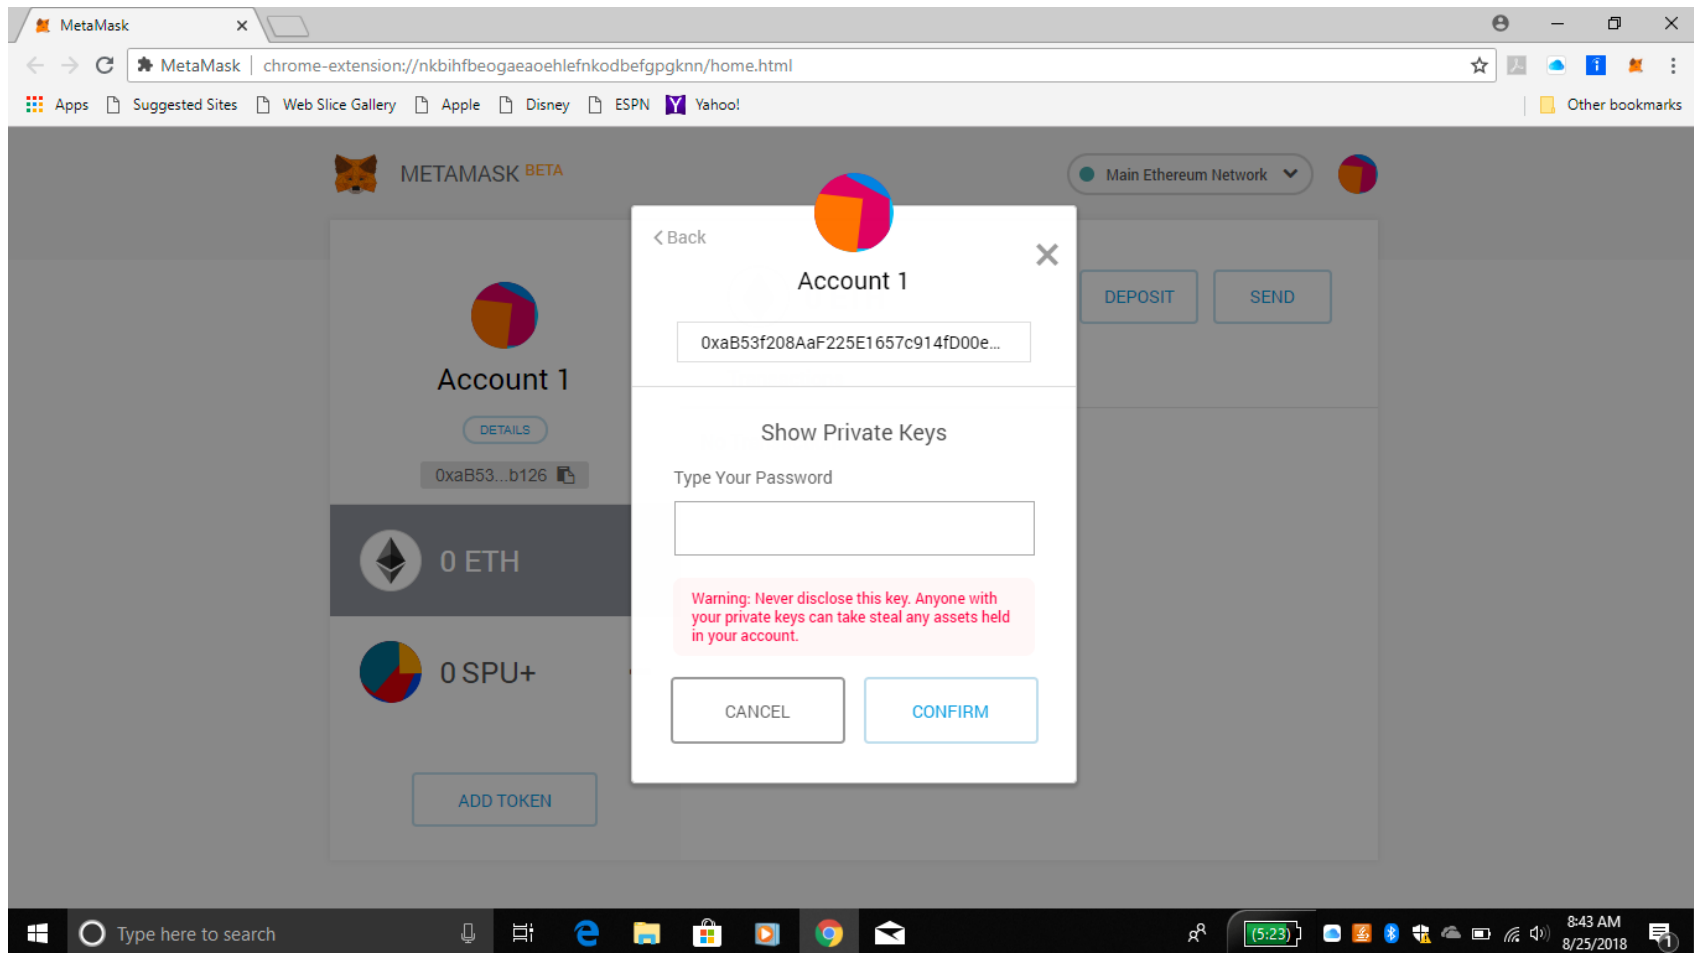 MetaMask
MetaMask | chrome-extension://nkbihfbeogaeaoehlefnkodbefgpgknn/home.html
Apps Suggested Sites Web Slice Gallery Apple Disney ESPN Yahoo! Other bookmarks
METAMASK BETA
Main Ethereum Network
Back
Account 1
0xaB53f208AaF225E1657c914fD00e...
DEPOSIT SEND
Account 1
DETAILS
0xaB53...b126
0 ETH
0 SPU+
ADD TOKEN
Show Private Keys
Type Your Password
Warning: Never disclose this key. Anyone with
your private keys can take steal any assets held
in your account.
CANCEL CONFIRM
Type here to search
(5:23)
8:43 AM
8/25/2018
1